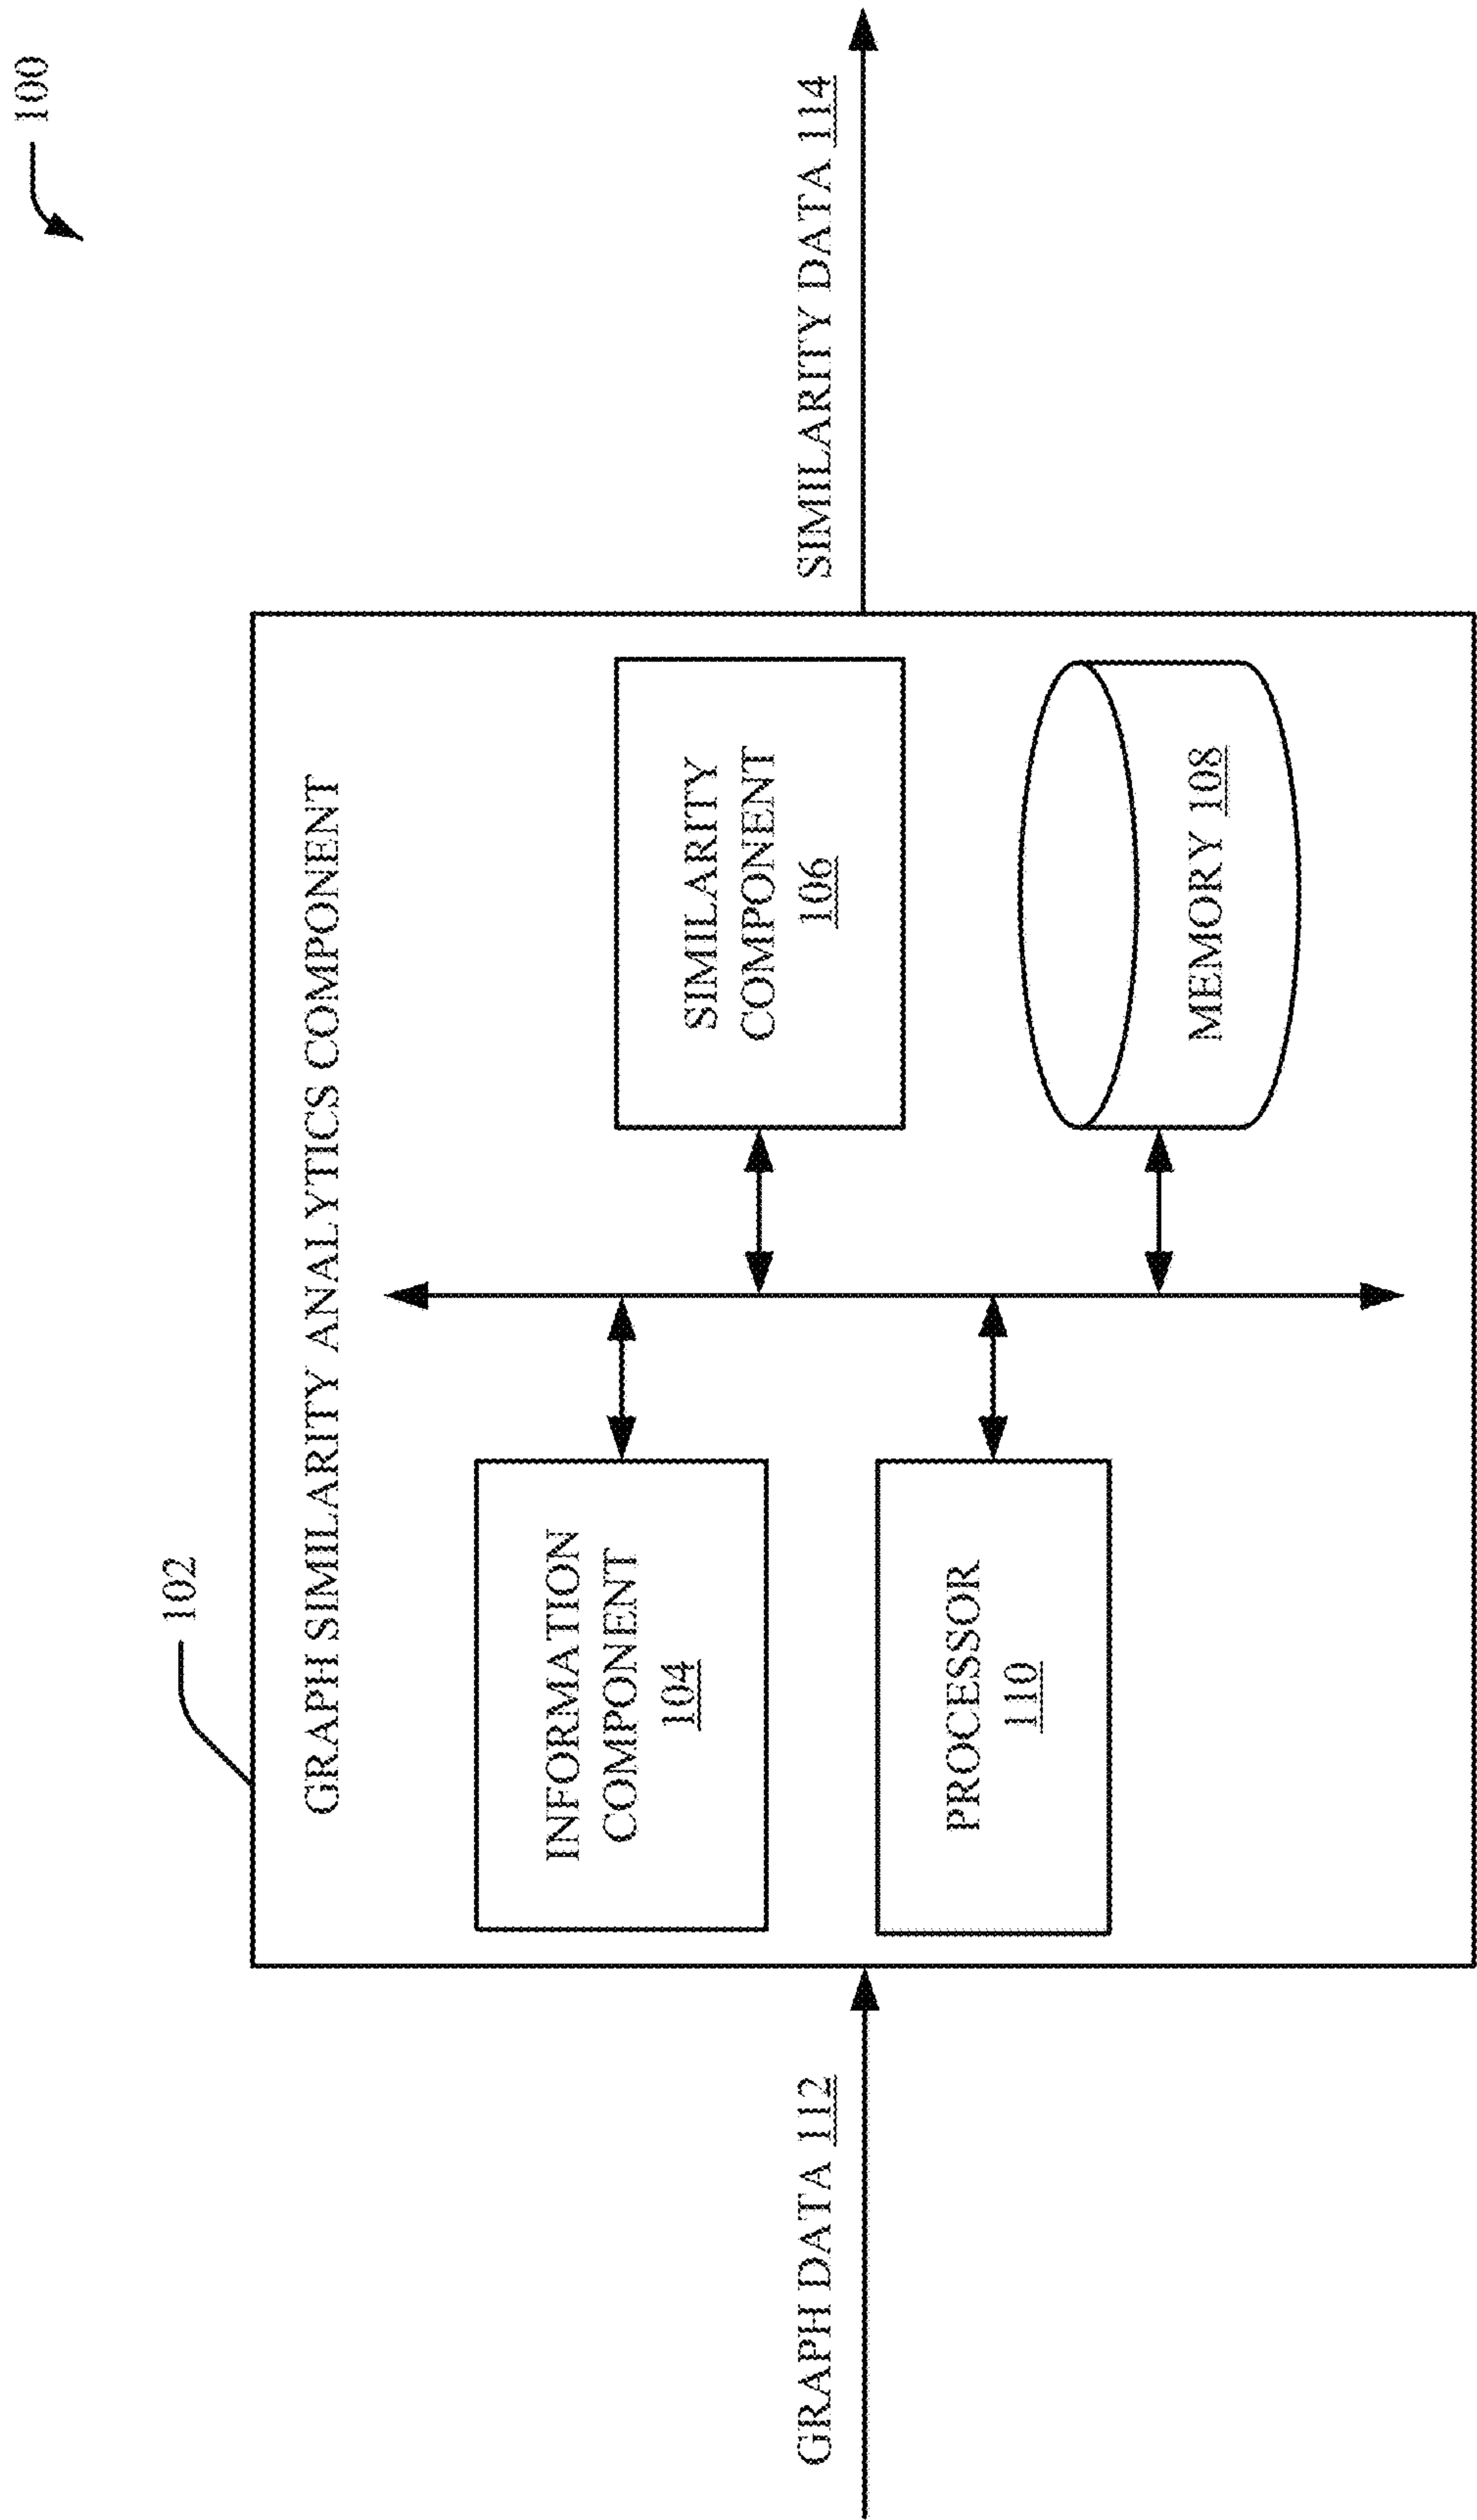 100
102
GRAPH SIMILARITY ANALYTICS COMPONENT
INFORMATION
COMPONENT
104
SIMILARITY
COMPONENT
106
GRAPH DATA 112
SIMILARITY DATA 114
PROCESSOR
110
MEMORY 108